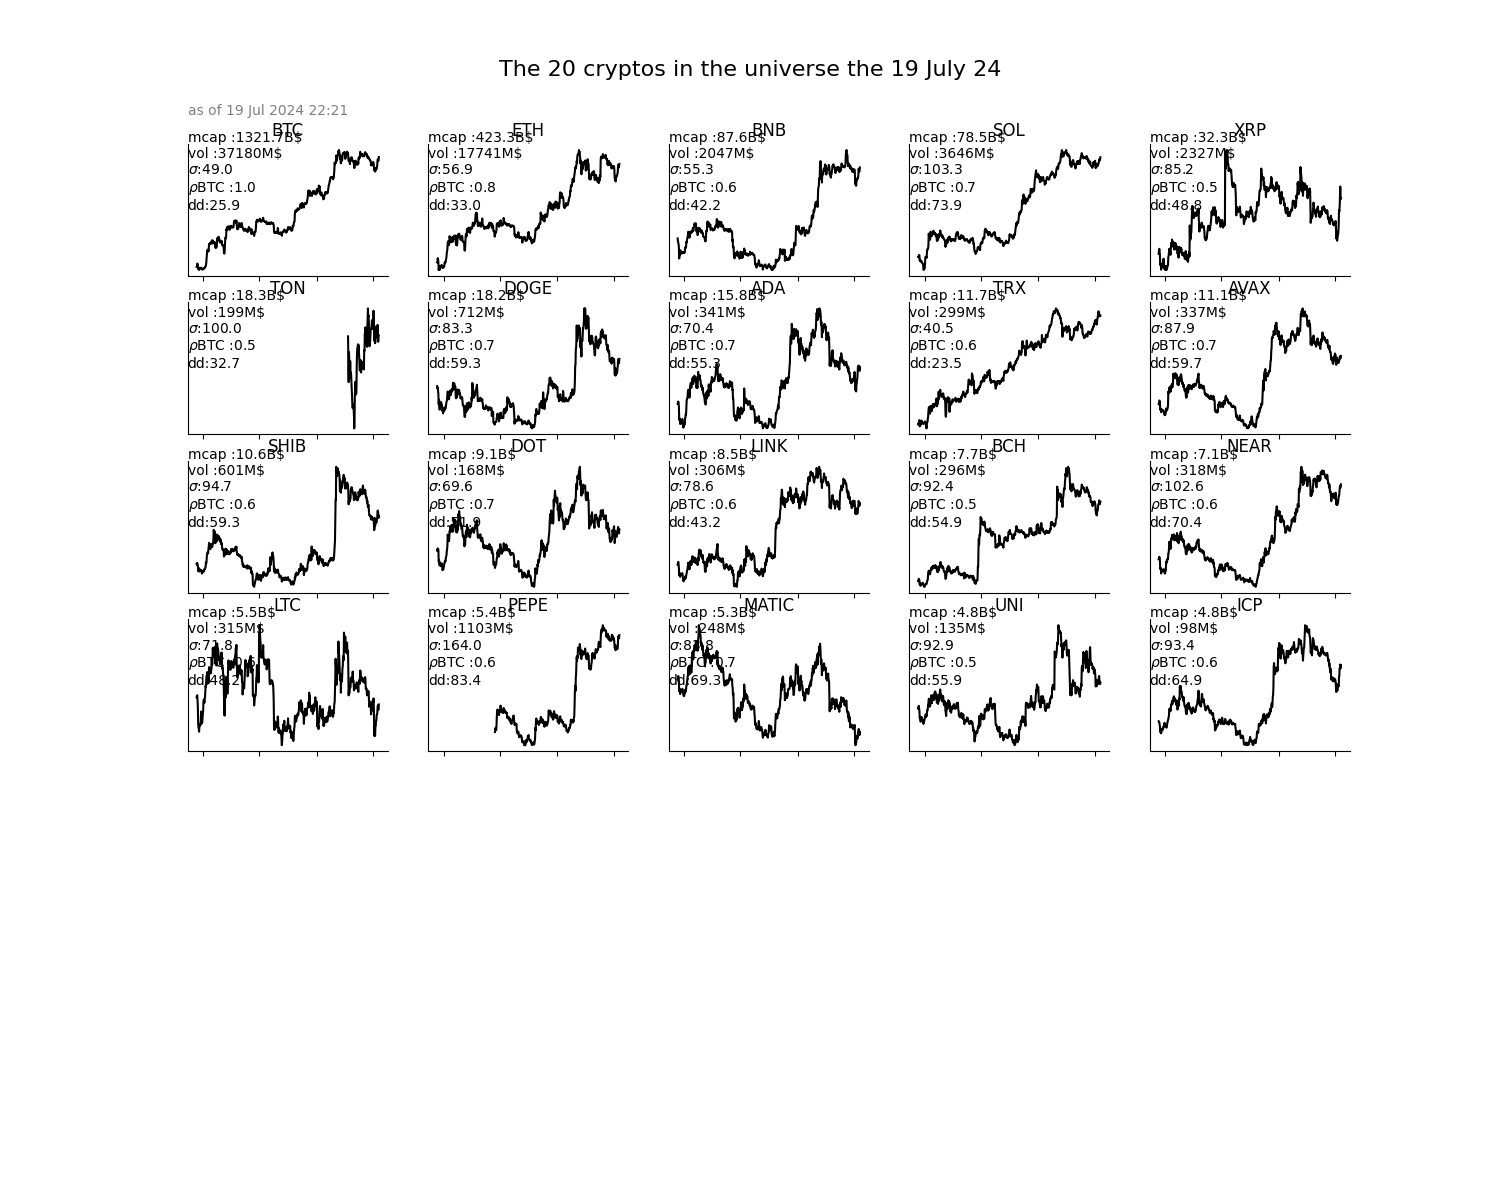 The 20 cryptos in the universe the 19 July 24
as of 19 Jul 2024 22:21
BTC
mcap :1321.7B$
vol :37180M$
σ:49.0
ρBTC :1.0
dd:25.9
ETH
mcap :423.3B$
vol :17741M$
σ:56.9
ρBTC :0.8
dd:33.0
BNB
mcap :87.6B$
vol :2047M$
σ:55.3
ρBTC :0.6
dd:42.2
SOL
mcap :78.5B$
vol :3646M$
σ:103.3
ρBTC :0.7
dd:73.9
XRP
mcap :32.3B$
vol :2327M$
σ:85.2
ρBTC :0.5
dd:48.8
TON
mcap :18.3B$
vol :199M$
σ:100.0
ρBTC :0.5
dd:32.7
DOGE
mcap :18.2B$
vol :712M$
σ:83.3
ρBTC :0.7
dd:59.3
ADA
mcap :15.8B$
vol :341M$
σ:70.4
ρBTC :0.7
dd:55.3
TRX
mcap :11.7B$
vol :299M$
σ:40.5
ρBTC :0.6
dd:23.5
AVAX
mcap :11.1B$
vol :337M$
σ:87.9
ρBTC :0.7
dd:59.7
SHIB
mcap :10.6B$
vol :601M$
σ:94.7
ρBTC :0.6
dd:59.3
DOT
mcap :9.1B$
vol :168M$
σ:69.6
ρBTC :0.7
LINK
mcap :8.5B$
vol :306M$
σ:78.6
ρBTC :0.6
dd:43.2
BCH
mcap :7.7B$
vol :296M$
σ:92.4
ρBTC :0.5
dd:54.9
NEAR
mcap :7.1B$
vol :318M$
σ:102.6
ρBTC :0.6
dd:70.4
LTC
mcap :5.5B$
vol :315M$
σ:71.8
ρBTC
dd:48.2
PEPE
mcap :5.4B$
vol :1103M$
σ:164.0
ρBTC :0.6
dd:83.4
MATIC
mcap :5.3B$
vol :248M$
ρBTC :0.7
dd:69.3
UNI
mcap :4.8B$
vol :135M$
σ:92.9
ρBTC :0.5
dd:55.9
ICP
mcap :4.8B$
vol :98M$
σ:93.4
ρBTC :0.6
dd:64.9